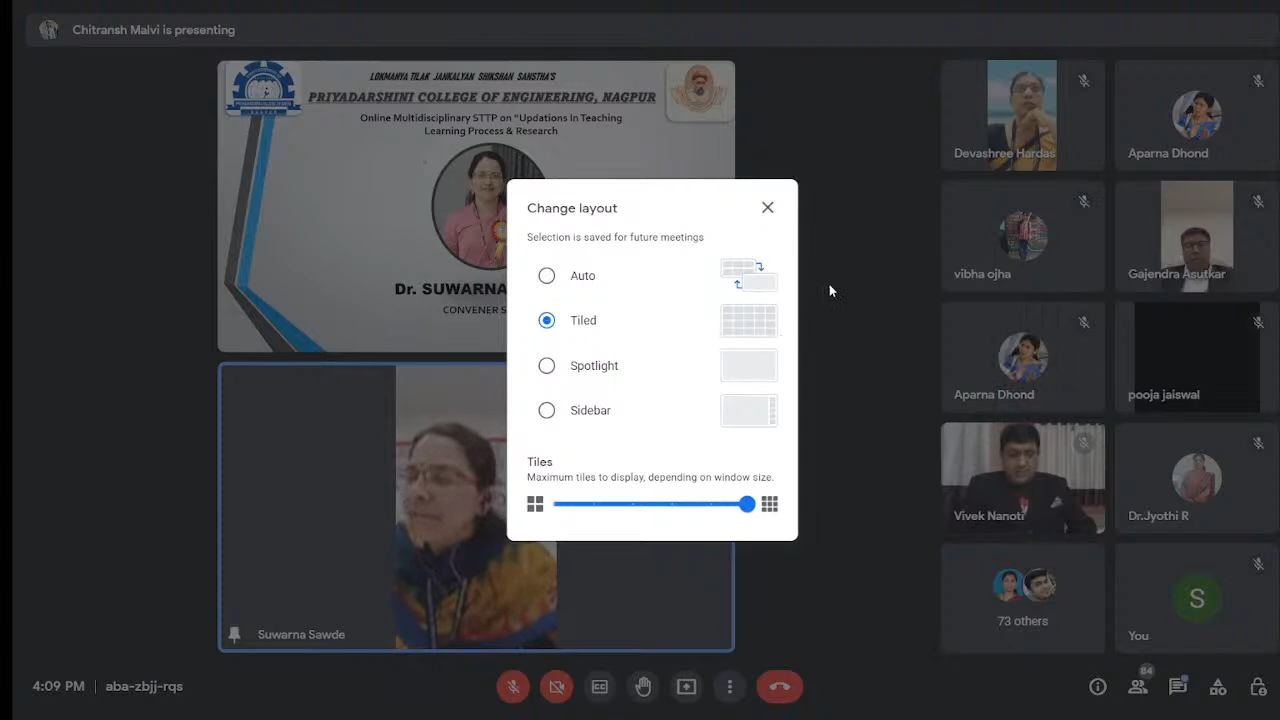 Chitransh Malvi is presenting
LOKMANYA TILAK JANKALYAN SHIKSHAN SANSTHA'S
PRIYADARSHINI COLLEGE OF ENGINEERING, NAGPUR
Online Multidisciplinary STTP on "Updations In Teaching
Learning Process & Research
Dr. SUWARNA
CONVENER S
Change layout
Selection is saved for future meetings
Auto
Tiled
Spotlight
Sidebar
Tiles
Maximum tiles to display, depending on window size.
Suwarna Sawde
Devashree Hardas
Aparna Dhond
vibha ojha
Gajendra Asutkar
Aparna Dhond
pooja jaiswal
Vivek Nanoti
Dr.Jyothi R
73 others
S
You
4:09 PM | aba-zbjj-rqs
CC
84